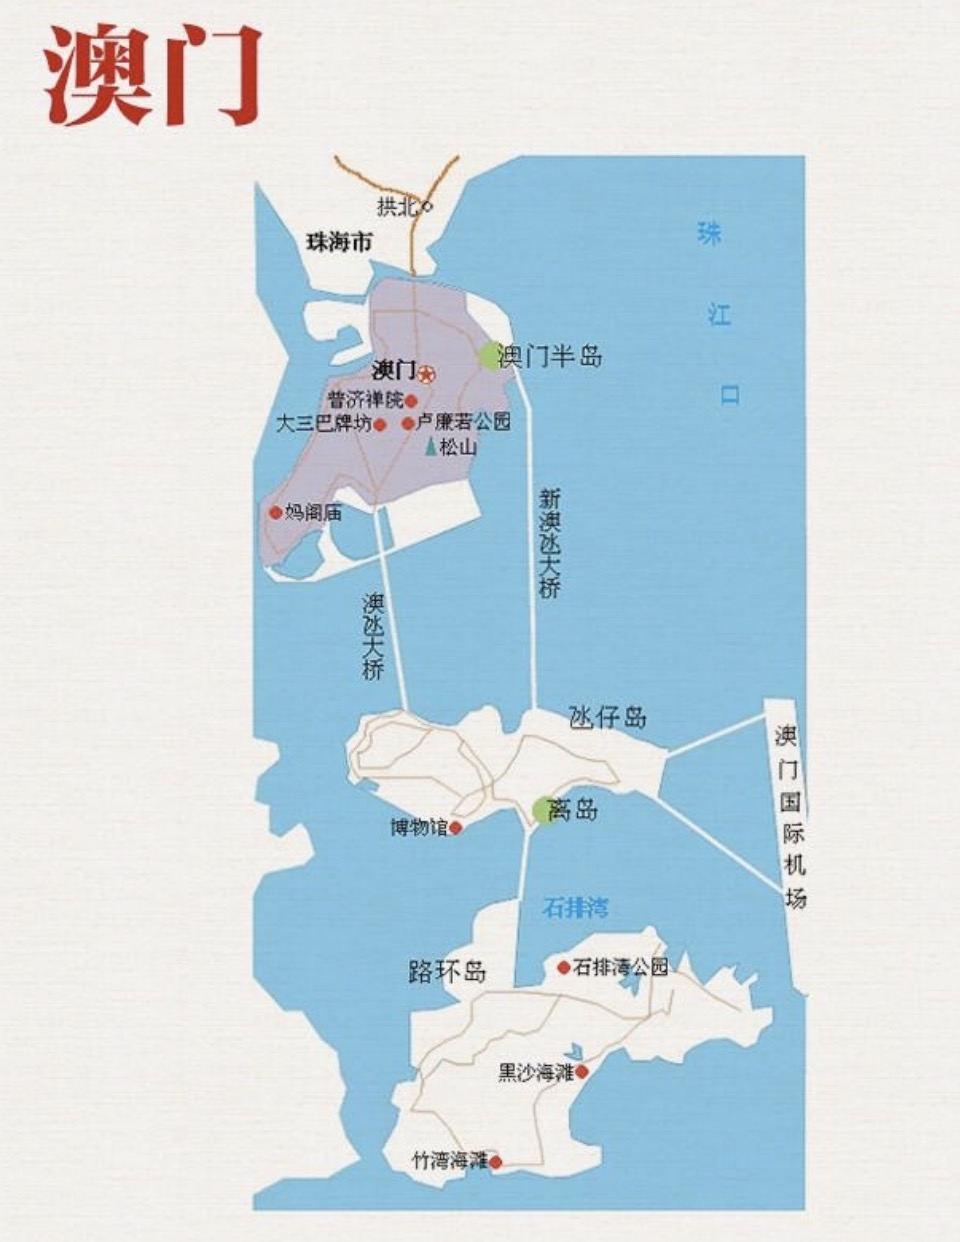 澳门
拱北
珠海市
珠江口
澳门半岛
澳门
普济禅院
大三巴牌坊
卢廉若公园
松山
妈阁庙
新澳氹大桥
澳氹大桥
氹仔岛
澳门国际机场
离岛
博物馆
石排湾
路环岛
石排湾公园
黑沙海滩
竹湾海滩